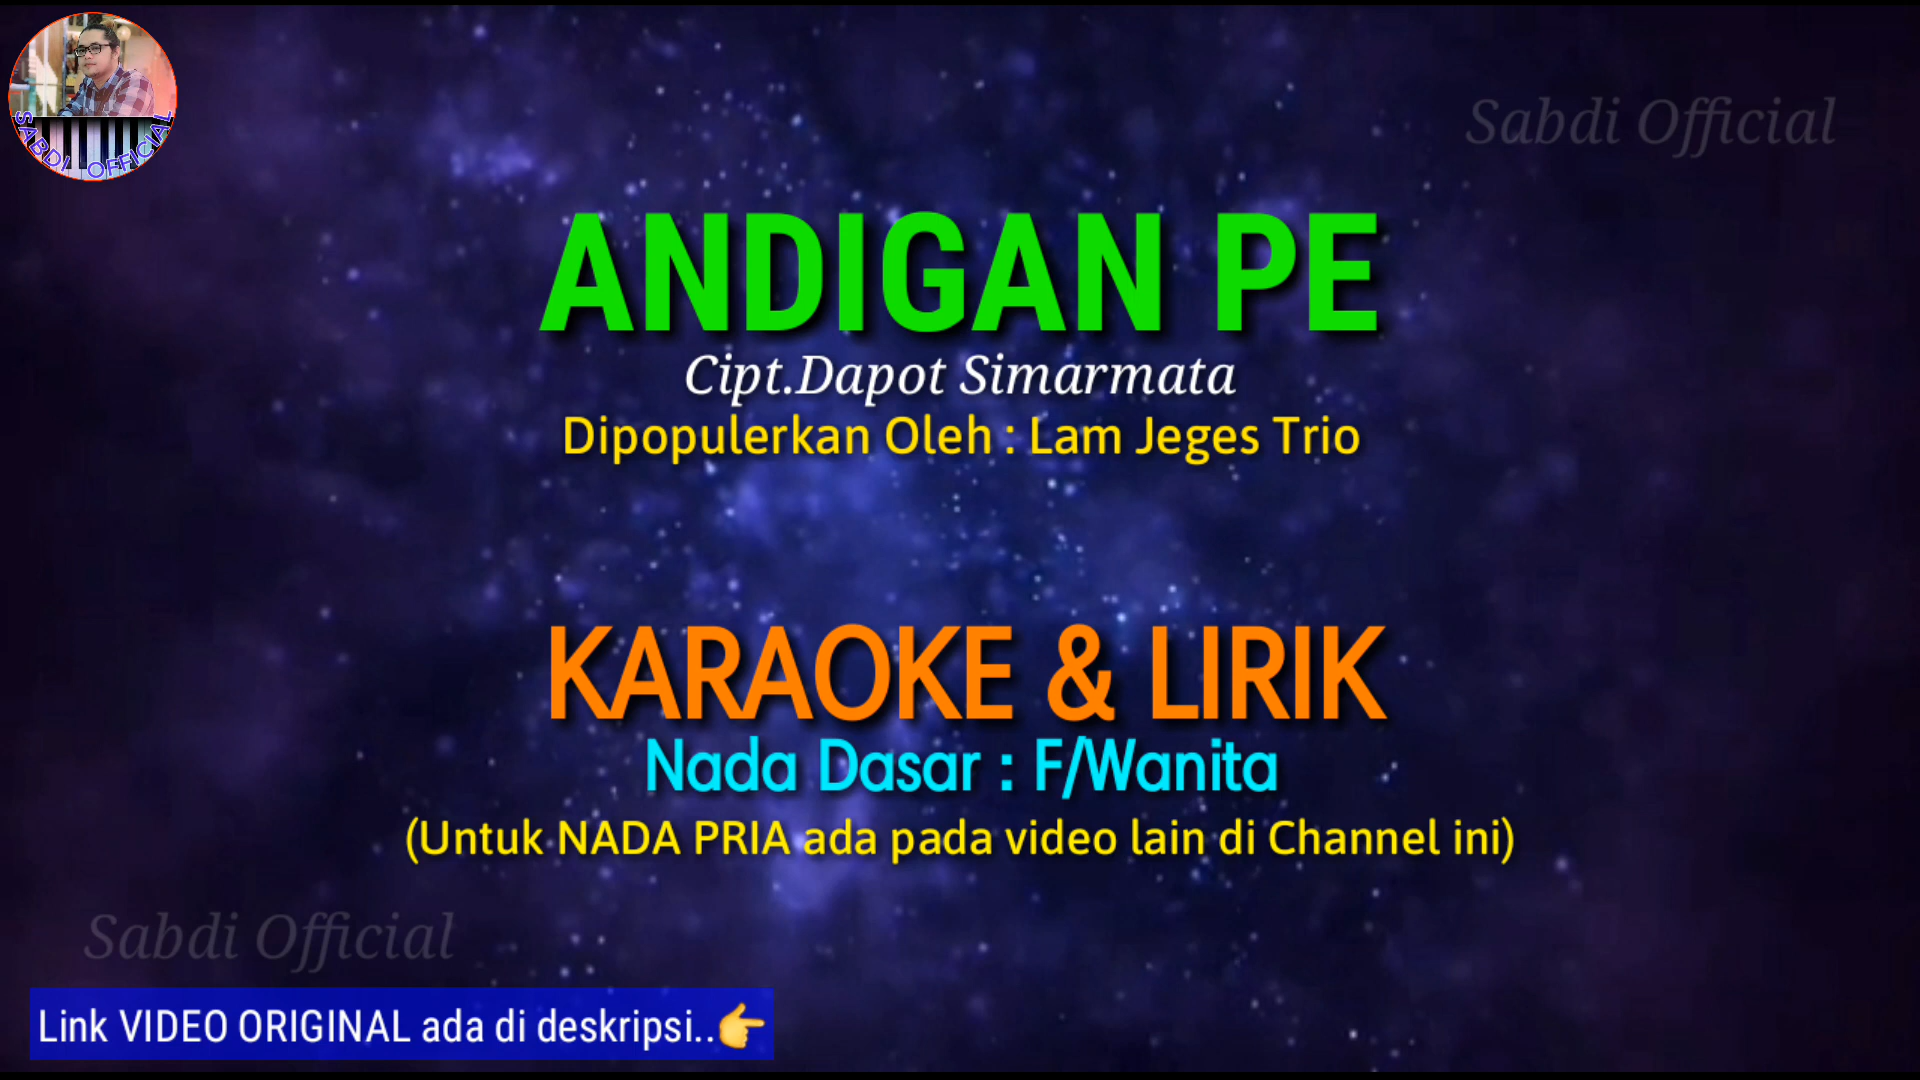 SABDI OFFICIAL
Sabdi Official
ANDIGAN PE
Cipt.Dapot Simarmata
Dipopulerkan Oleh : Lam Jeges Trio
KARAOKE & LIRIK
Nada Dasar : F/Wanita
(Untuk NADA PRIA ada pada video lain di Channel ini)
Sabdi Official
Link VIDEO ORIGINAL ada di deskripsi..👉